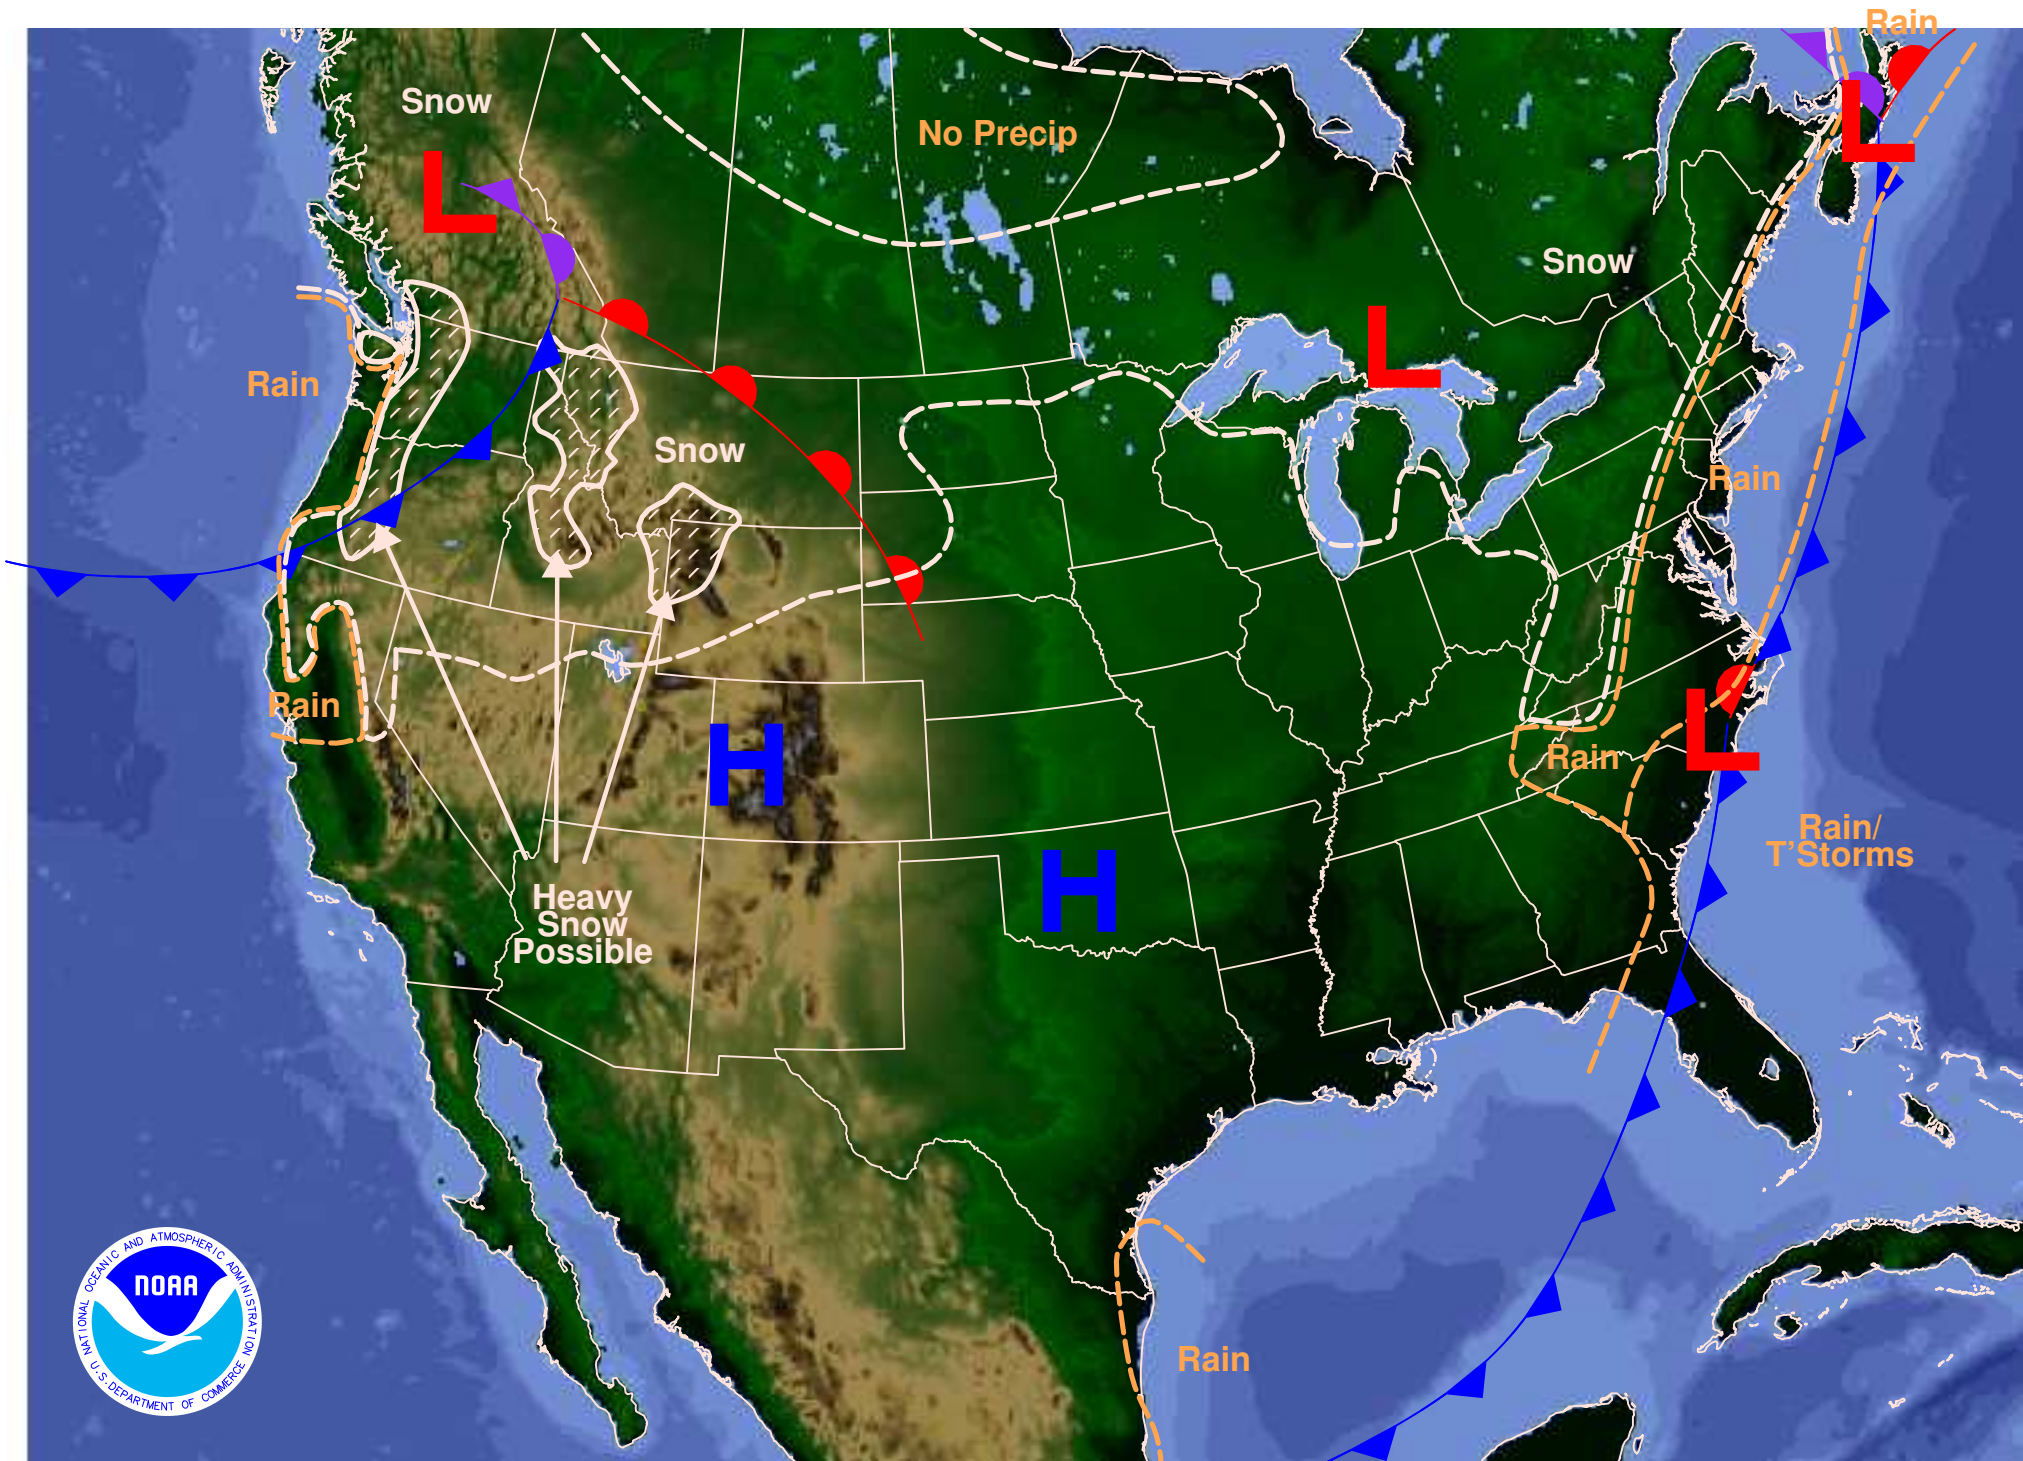 Rain
Snow
L
No Precip
L
Snow
L
Rain
Snow
Rain
Rain
L
H
Rain
Rain/
T'Storms
H
Heavy
Snow
Possible
Rain
NATIONAL OCEANIC AND ATMOSPHERIC ADMINISTRATION
NOAA
U.S. DEPARTMENT OF COMMERCE